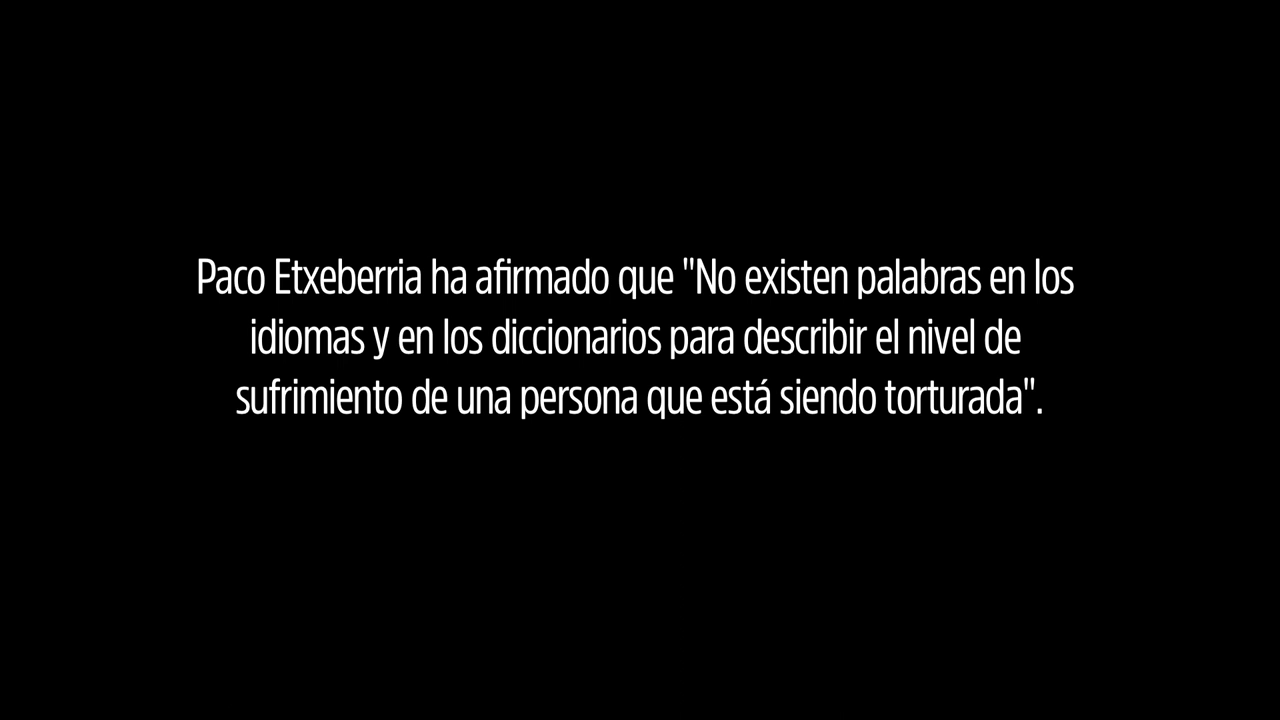 Paco Etxeberria ha afirmado que "No existen palabras en los
idiomas y en los diccionarios para describir el nivel de
sufrimiento de una persona que está siendo torturada".